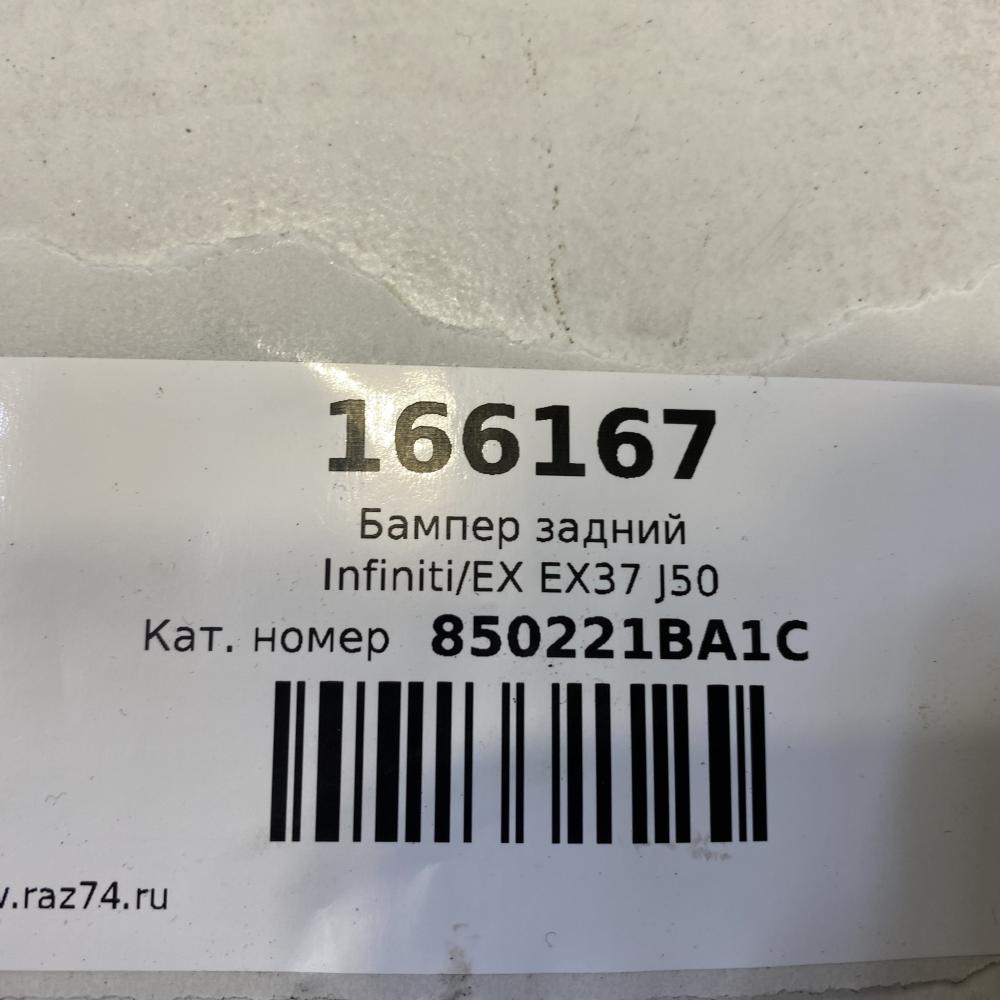 166167
Бампер задний
Infiniti/EX EX37 J50
Кат. номер 850221BA1C
.raz74.ru